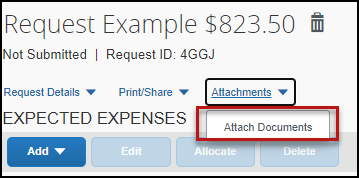 Request Example $823.50
Not Submitted | Request ID: 4GGJ
Request Details Print/Share Attachments
EXPECTED EXPENSES
Attach Documents
Add Edit Allocate Delete